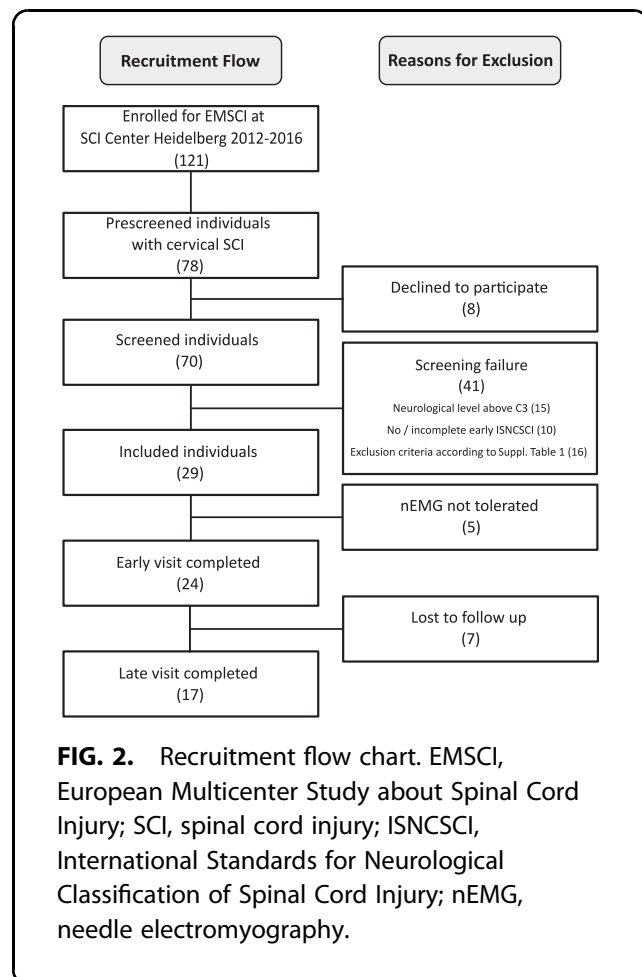 Recruitment Flow
Reasons for Exclusion
Enrolled for EMSCI at
SCI Center Heidelberg 2012-2016
(121)
Prescreened individuals
with cervical SCI
(78)
Declined to participate
(8)
Screened individuals
(70)
Screening failure
(41)
Neurological level above C3 (15)
No / incomplete early ISNCSCI (10)
Exclusion criteria according to Suppl. Table 1 (16)
Included individuals
(29)
nEMG not tolerated
(5)
Early visit completed
(24)
Lost to follow up
(7)
Late visit completed
(17)
FIG. 2. Recruitment flow chart. EMSCI,
European Multicenter Study about Spinal Cord
Injury; SCI, spinal cord injury; ISNCSCI,
International Standards for Neurological
Classification of Spinal Cord Injury; nEMG,
needle electromyography.